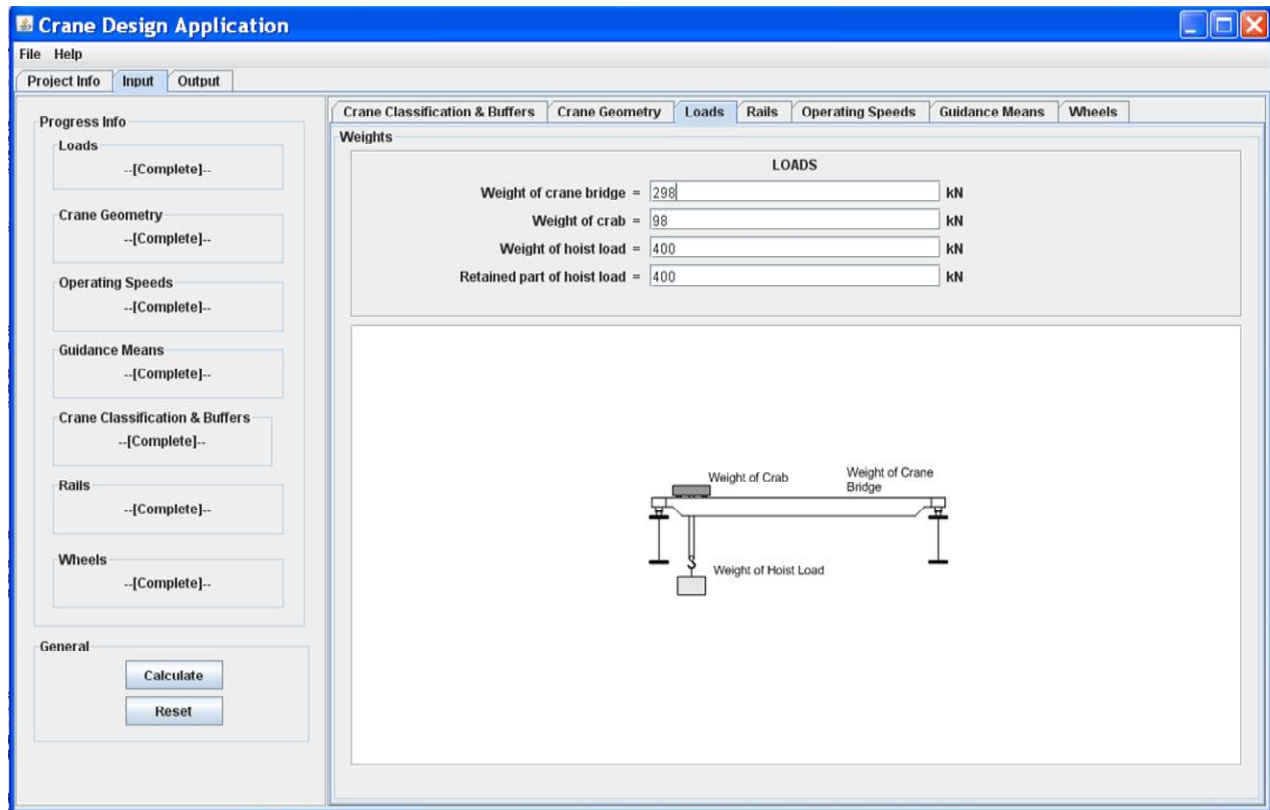 Crane Design Application
File Help
Project Info Input Output
Progress Info
Loads
--[Complete]--
Crane Geometry
--[Complete]--
Operating Speeds
--[Complete]--
Guidance Means
--[Complete]--
Crane Classification & Buffers
--[Complete]--
Rails
--[Complete]--
Wheels
--[Complete]--
General
Calculate
Reset
Crane Classification & Buffers Crane Geometry Loads Rails Operating Speeds Guidance Means Wheels
Weights
LOADS
Weight of crane bridge = 298 kN
Weight of crab = 98 kN
Weight of hoist load = 400 kN
Retained part of hoist load = 400 kN
Weight of Crab
Weight of Crane
Bridge
Weight of Hoist Load